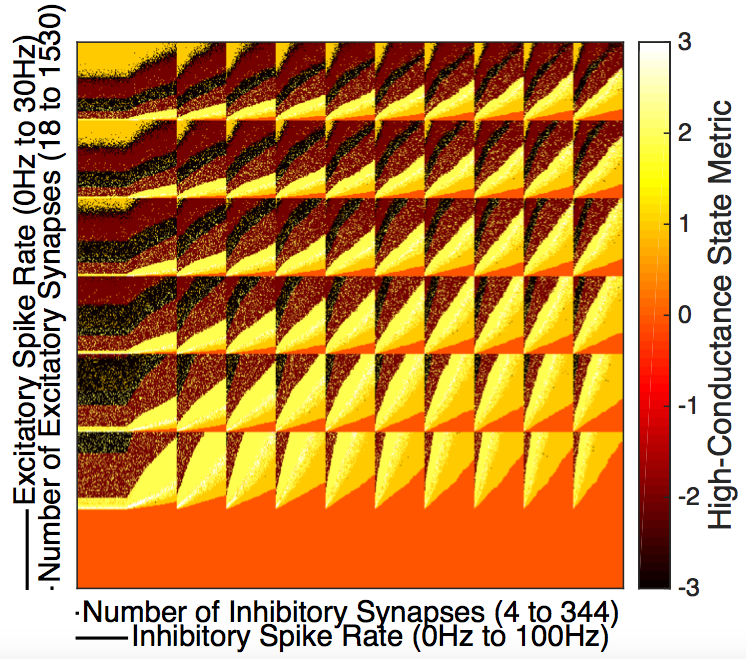 Excitatory Spike Rate (0Hz to 30Hz)
·Number of Excitatory Synapses (18 to 1530)
3
2
1
0
-1
-2
-3
High-Conductance State Metric
·Number of Inhibitory Synapses (4 to 344)
Inhibitory Spike Rate (0Hz to 100Hz)